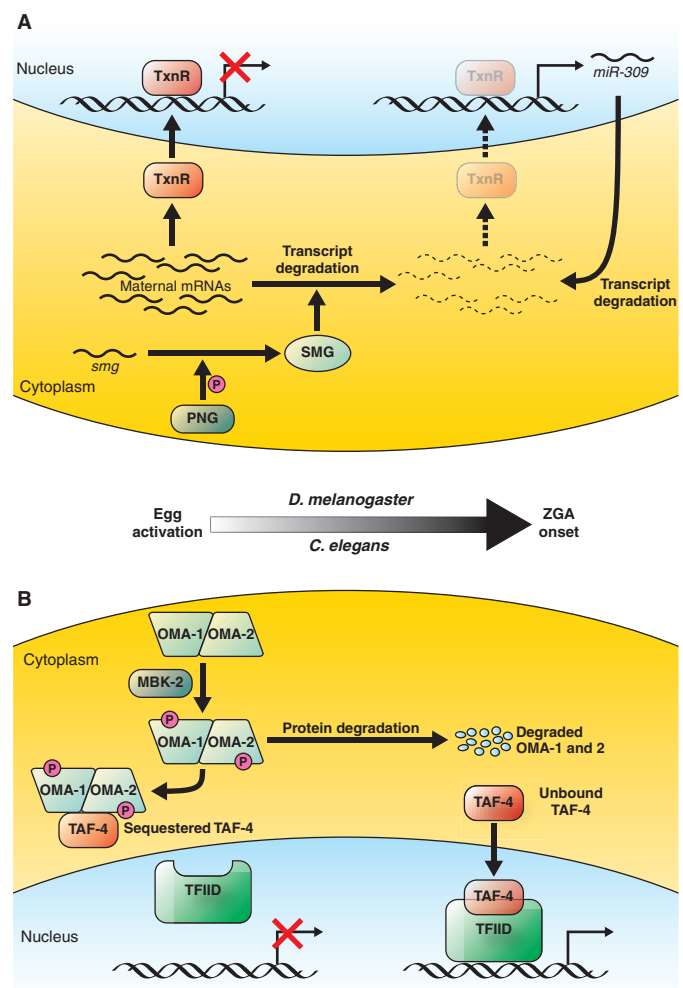 A
Nucleus
TxnR
TxnR
miR-309
TxnR
TxnR
Transcript
degradation
Maternal mRNAs
Transcript
degradation
smg
SMG
P
Cytoplasm
PNG
Egg
activation
D. melanogaster
C. elegans
ZGA
onset
B
Cytoplasm
OMA-1
OMA-2
MBK-2
P
OMA-1
OMA-2
P
Protein degradation
Degraded
OMA-1 and 2
P
OMA-1
OMA-2
P
TAF-4
Sequestered TAF-4
TAF-4
Unbound
TAF-4
TFIID
TAF-4
TFIID
Nucleus